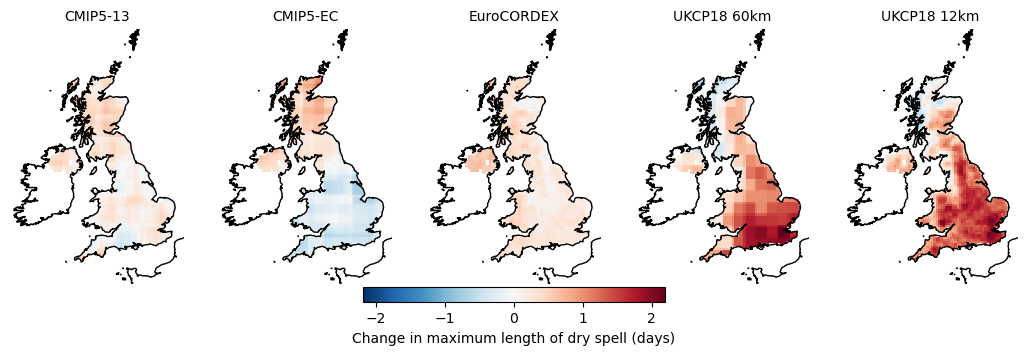 CMIP5-13 CMIP5-EC EuroCORDEX UKCP18 60km UKCP18 12km
−2 −1 0 1 2
Change in maximum length of dry spell (days)